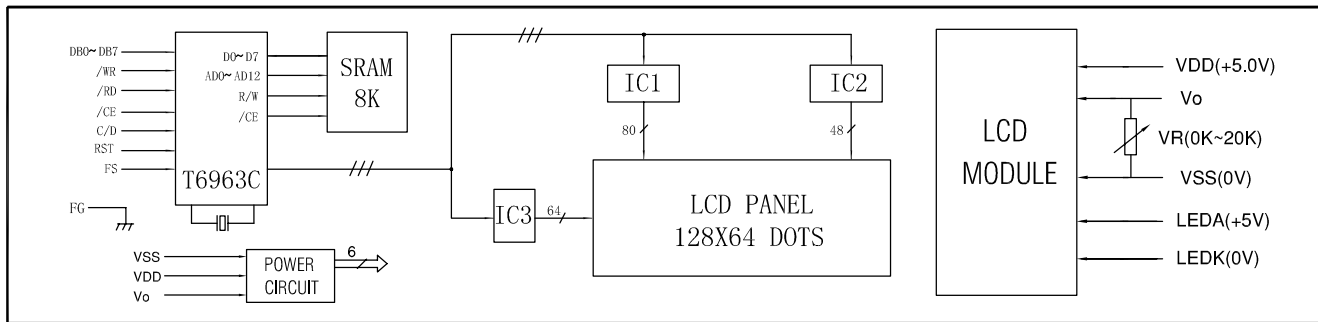 DB0~DB7
/WR
/RD
/CE
C/D
RST
FS
FG
D0~D7
AD0~AD12
R/W
/CE
T6963C
SRAM
8K
VSS
VDD
Vo
POWER
CIRCUIT
6
IC1
IC2
80
48
IC3
64
LCD PANEL
128X64 DOTS
LCD
MODULE
VDD(+5.0V)
Vo
VR(0K~20K)
VSS(0V)
LEDA(+5V)
LEDK(0V)